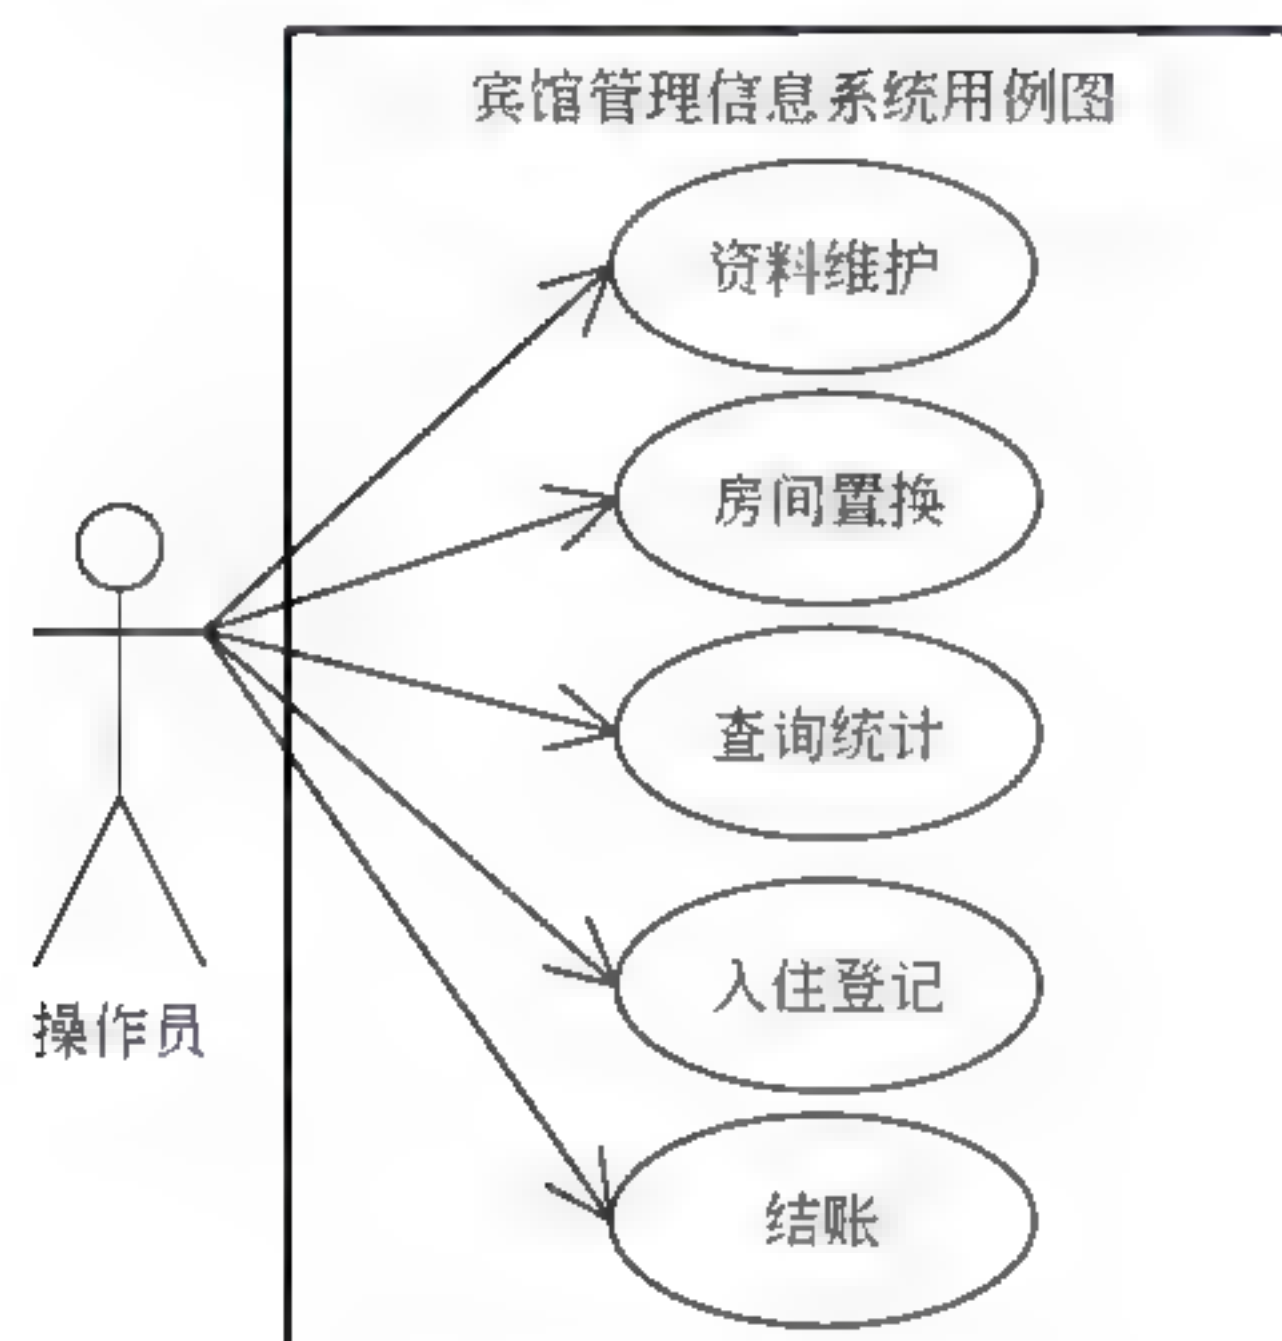 宾馆管理信息系统用例图
资料维护
房间置换
查询统计
入住登记
操作员
结账